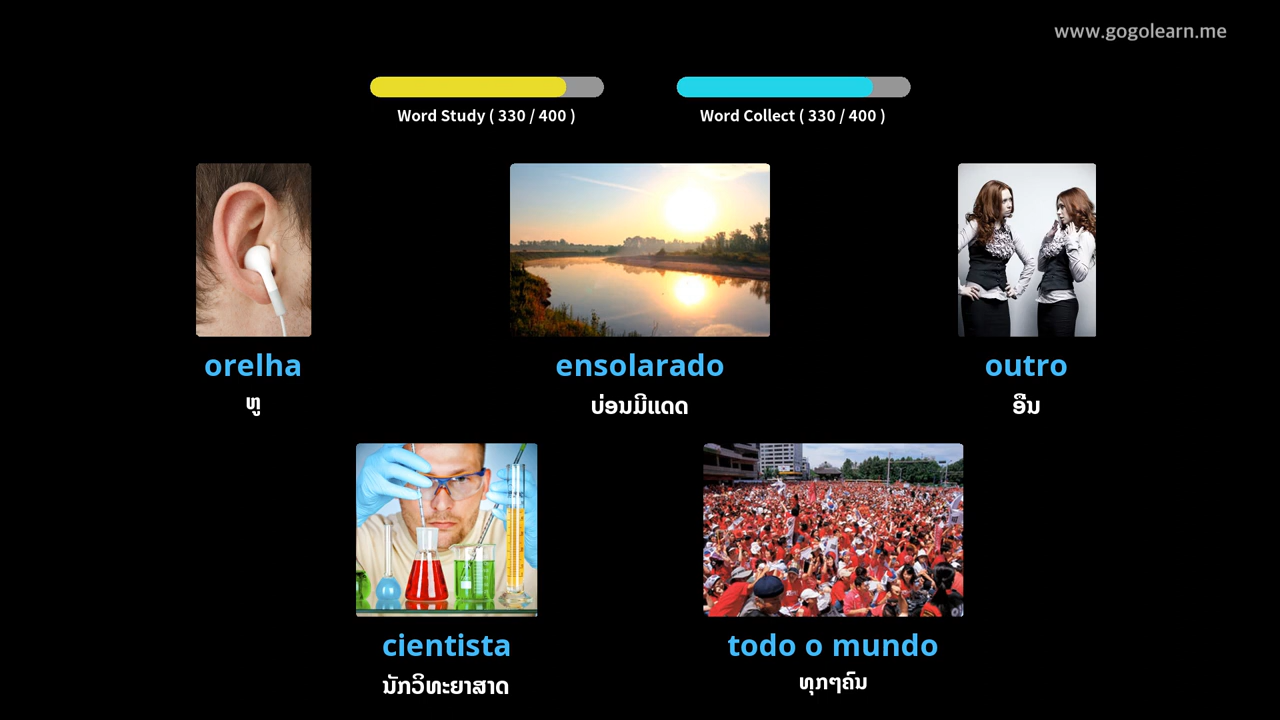 www.gogolearn.me
Word Study ( 330 / 400 )
Word Collect ( 330 / 400 )
orelha
ຫູ
ensolarado
ບ່ອນມີແດດ
outro
ອືນ
cientista
ນັກວິທະຍາສາດ
todo o mundo
ທຸກໆຄົນ